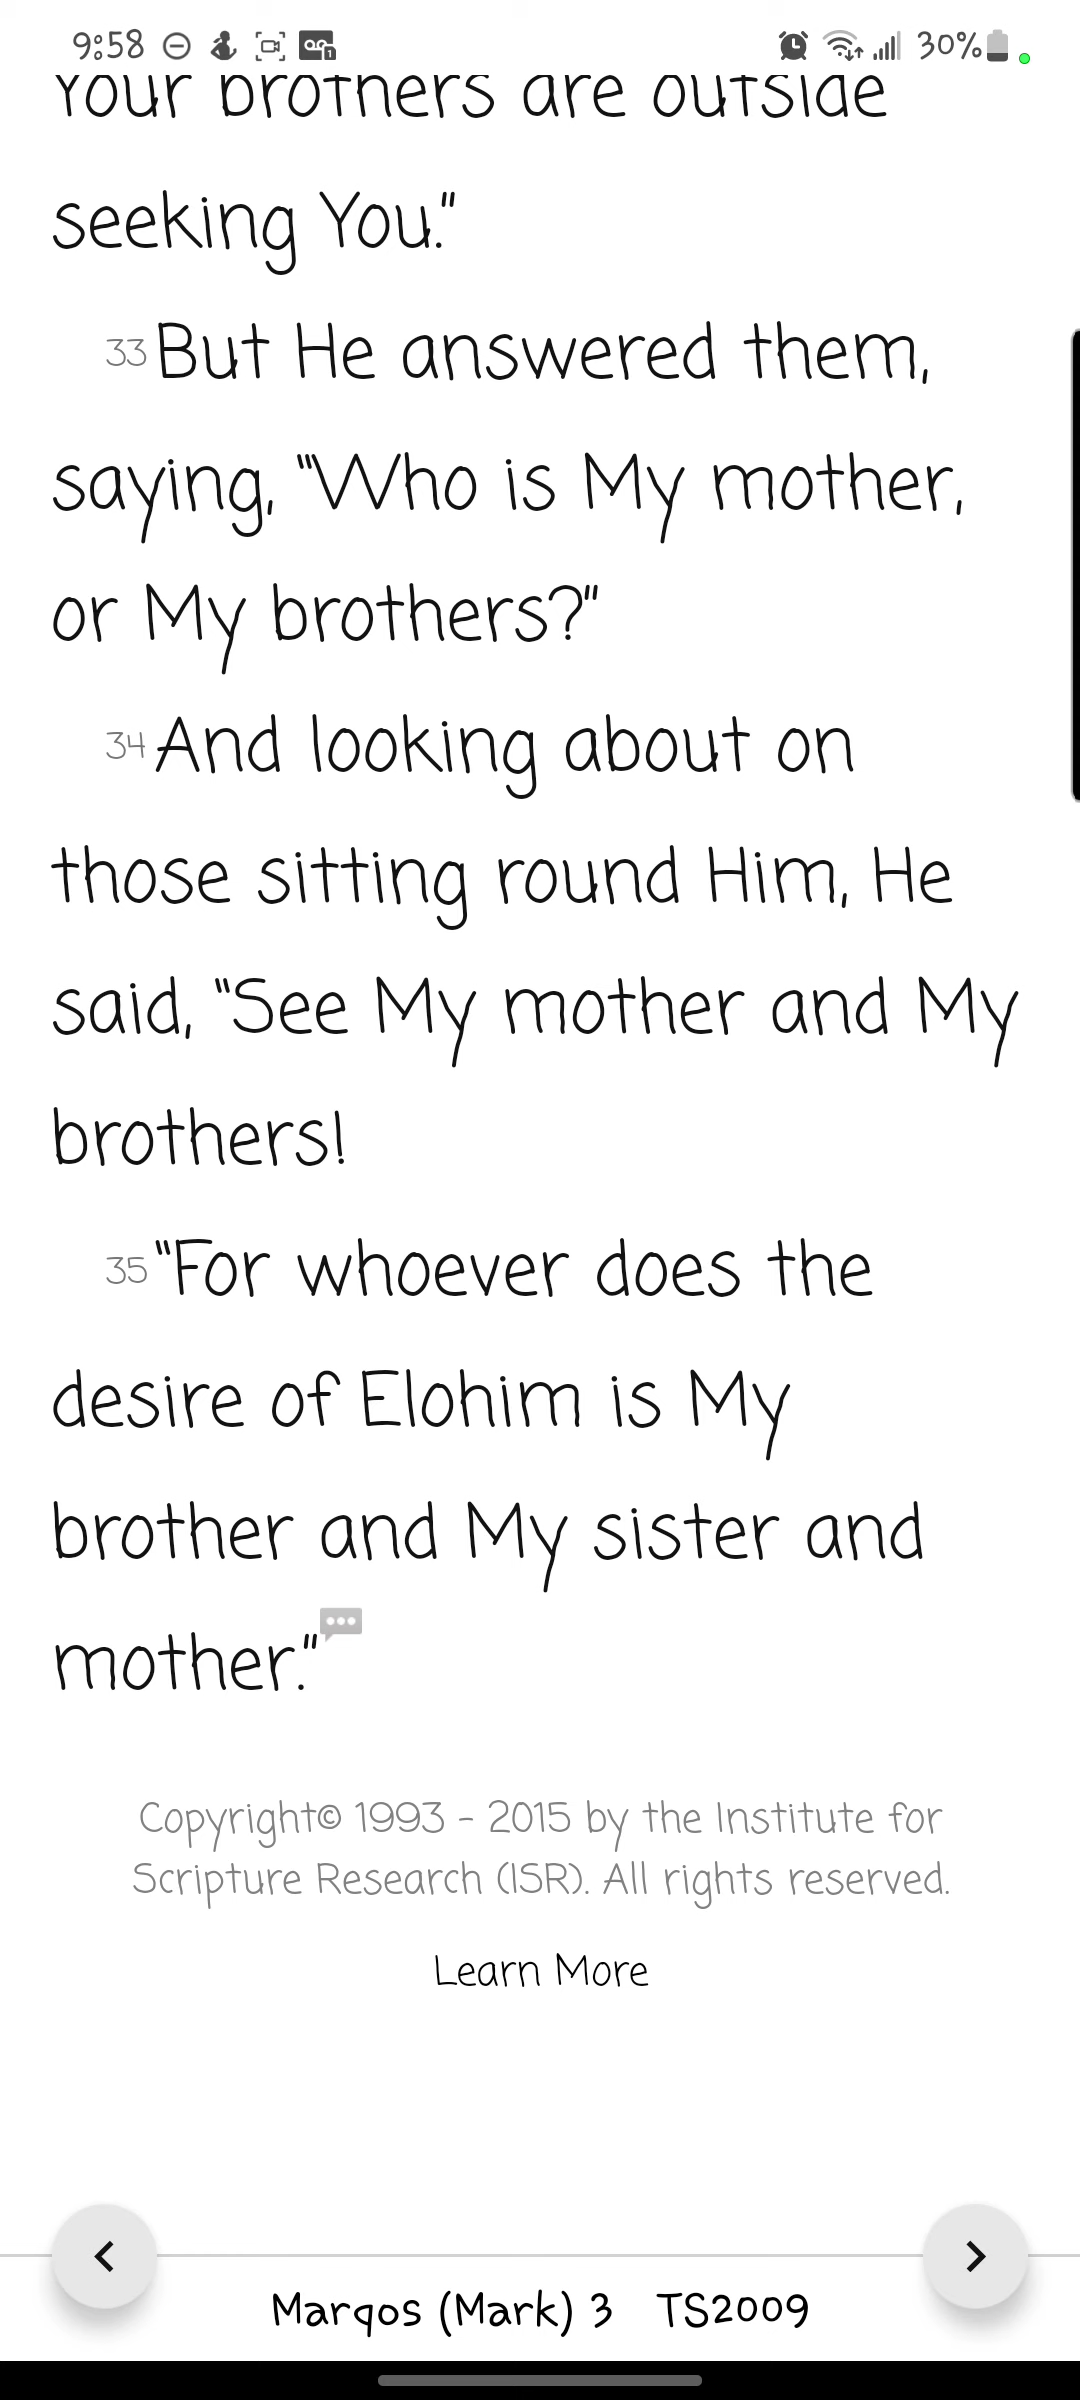 9:58 30%
Your brothers are outside
seeking You."
33 But He answered them,
saying, "Who is My mother,
or My brothers?"
34 And looking about on
those sitting round Him, He
said, "See My mother and My
brothers!
35 "For whoever does the
desire of Elohim is My
brother and My sister and
mother."
Copyright© 1993 - 2015 by the Institute for
Scripture Research (ISR). All rights reserved.
Learn More
Marqos (Mark) 3 TS2009